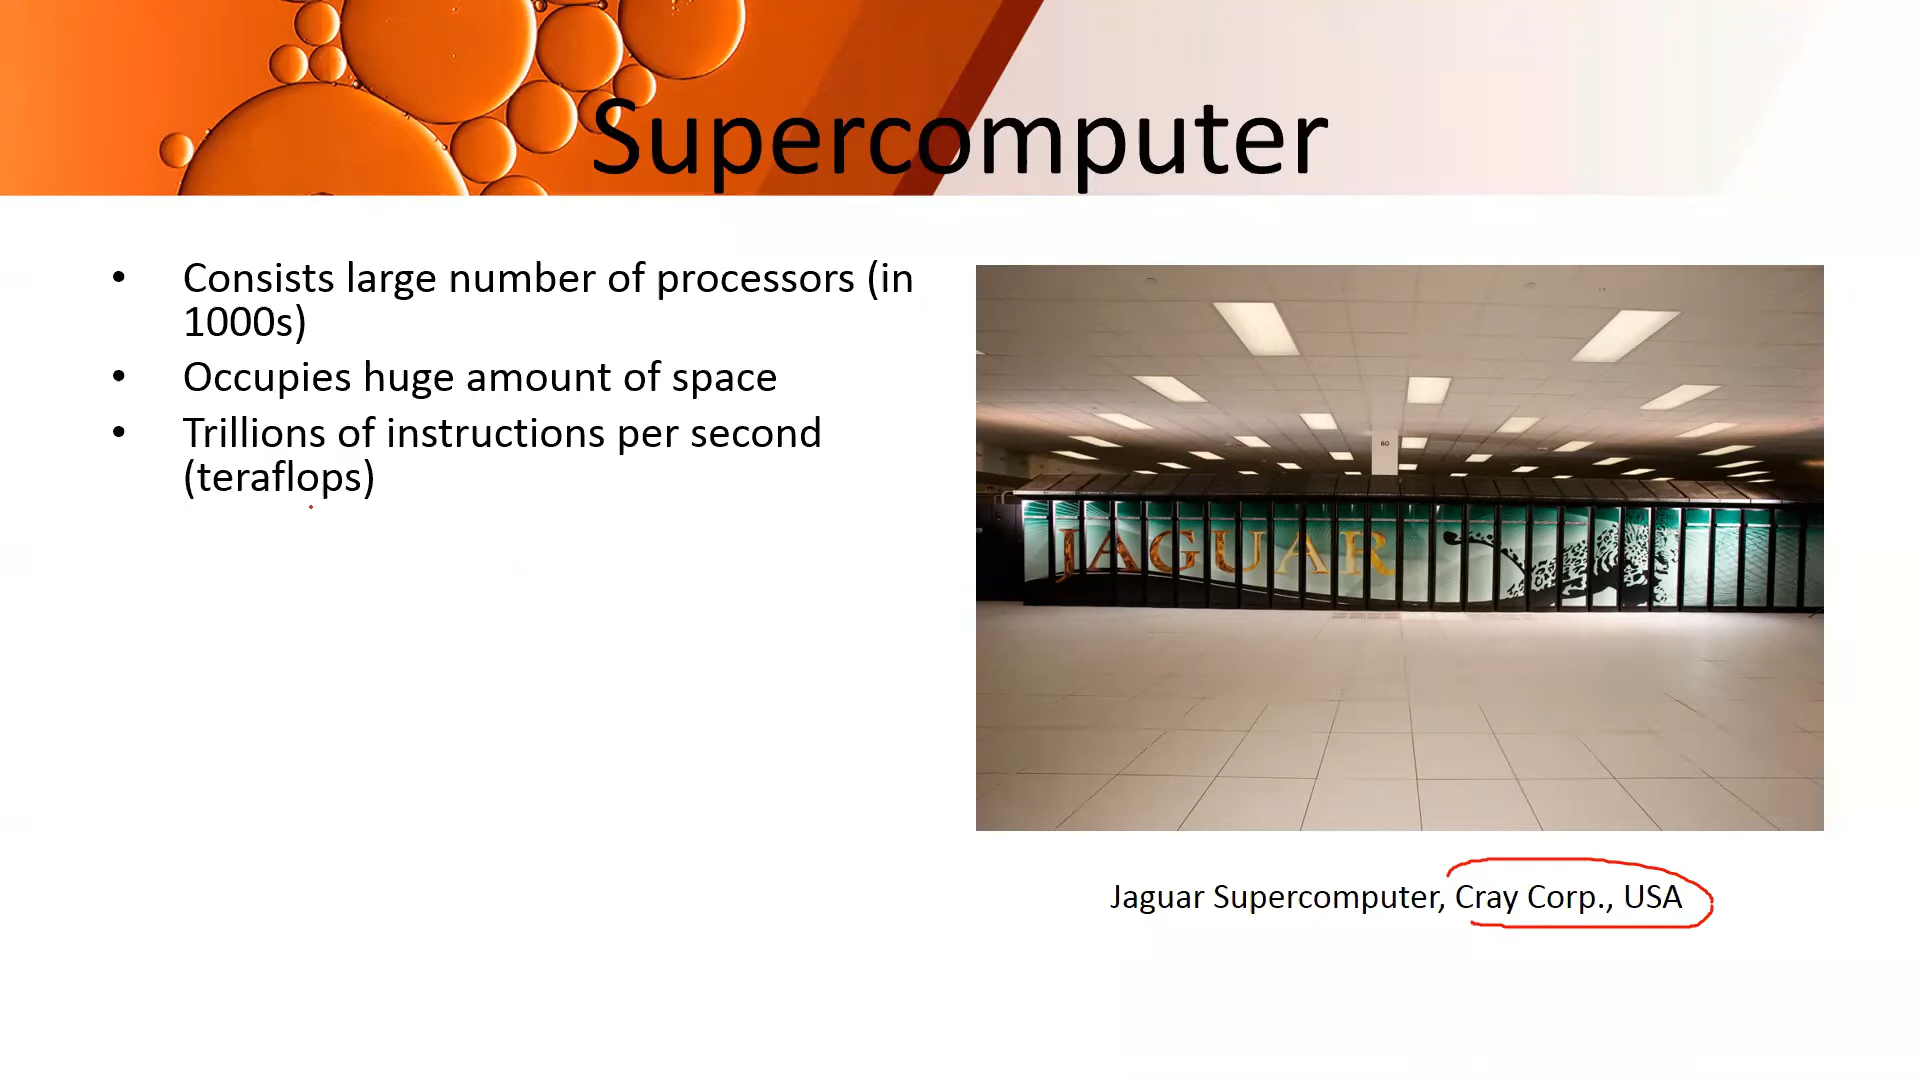 Supercomputer
• Consists large number of processors (in
1000s)
• Occupies huge amount of space
• Trillions of instructions per second
(teraflops)
60
JAGUAR
Jaguar Supercomputer, Cray Corp., USA